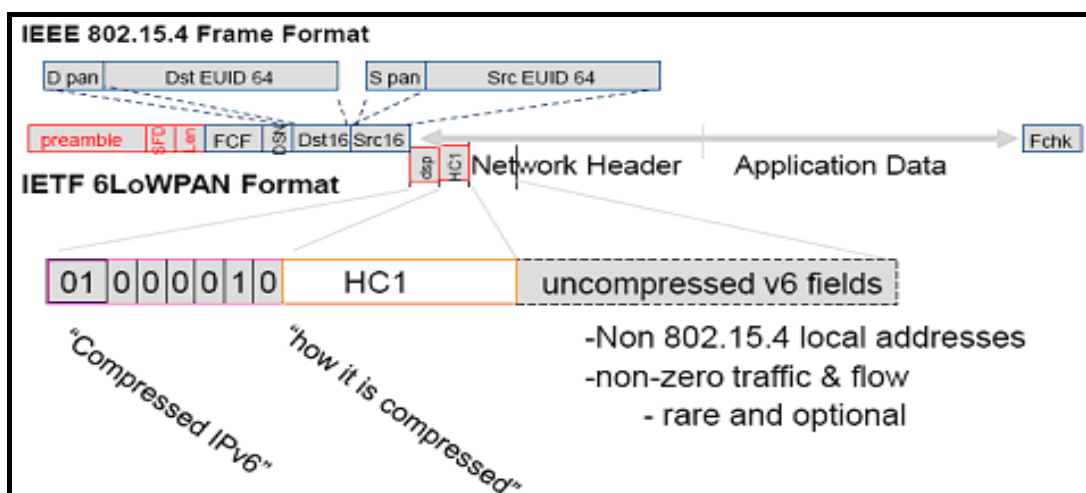 IEEE 802.15.4 Frame Format
D pan Dst EUID 64 S pan Src EUID 64
preamble SFD Len FCF DSN Dst16 Src16 Fchk
dsp HC1 Network Header Application Data
IETF 6LoWPAN Format
01 0 0 0 0 1 0 HC1 uncompressed v6 fields
"Compressed IPv6"
"how it is compressed"
-Non 802.15.4 local addresses
-non-zero traffic & flow
- rare and optional